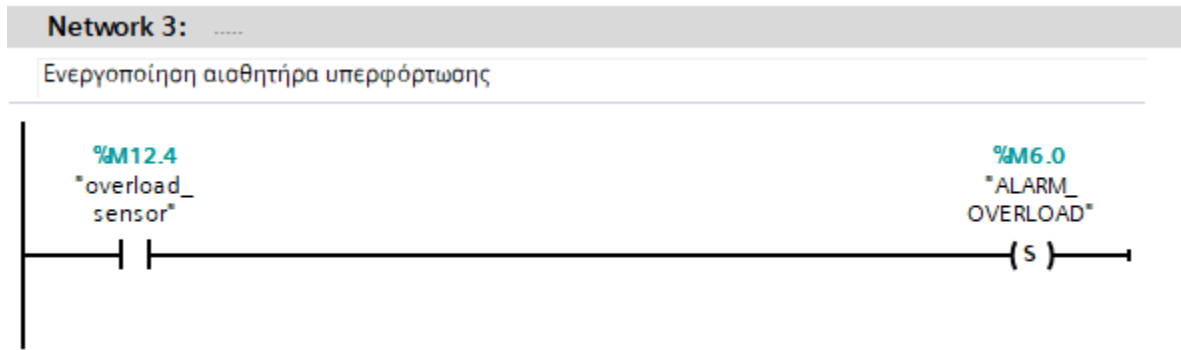 Network 3: .....
Ενεργοποίηση αισθητήρα υπερφόρτωσης
%M12.4
"overload_
sensor"
%M6.0
"ALARM_
OVERLOAD"
S